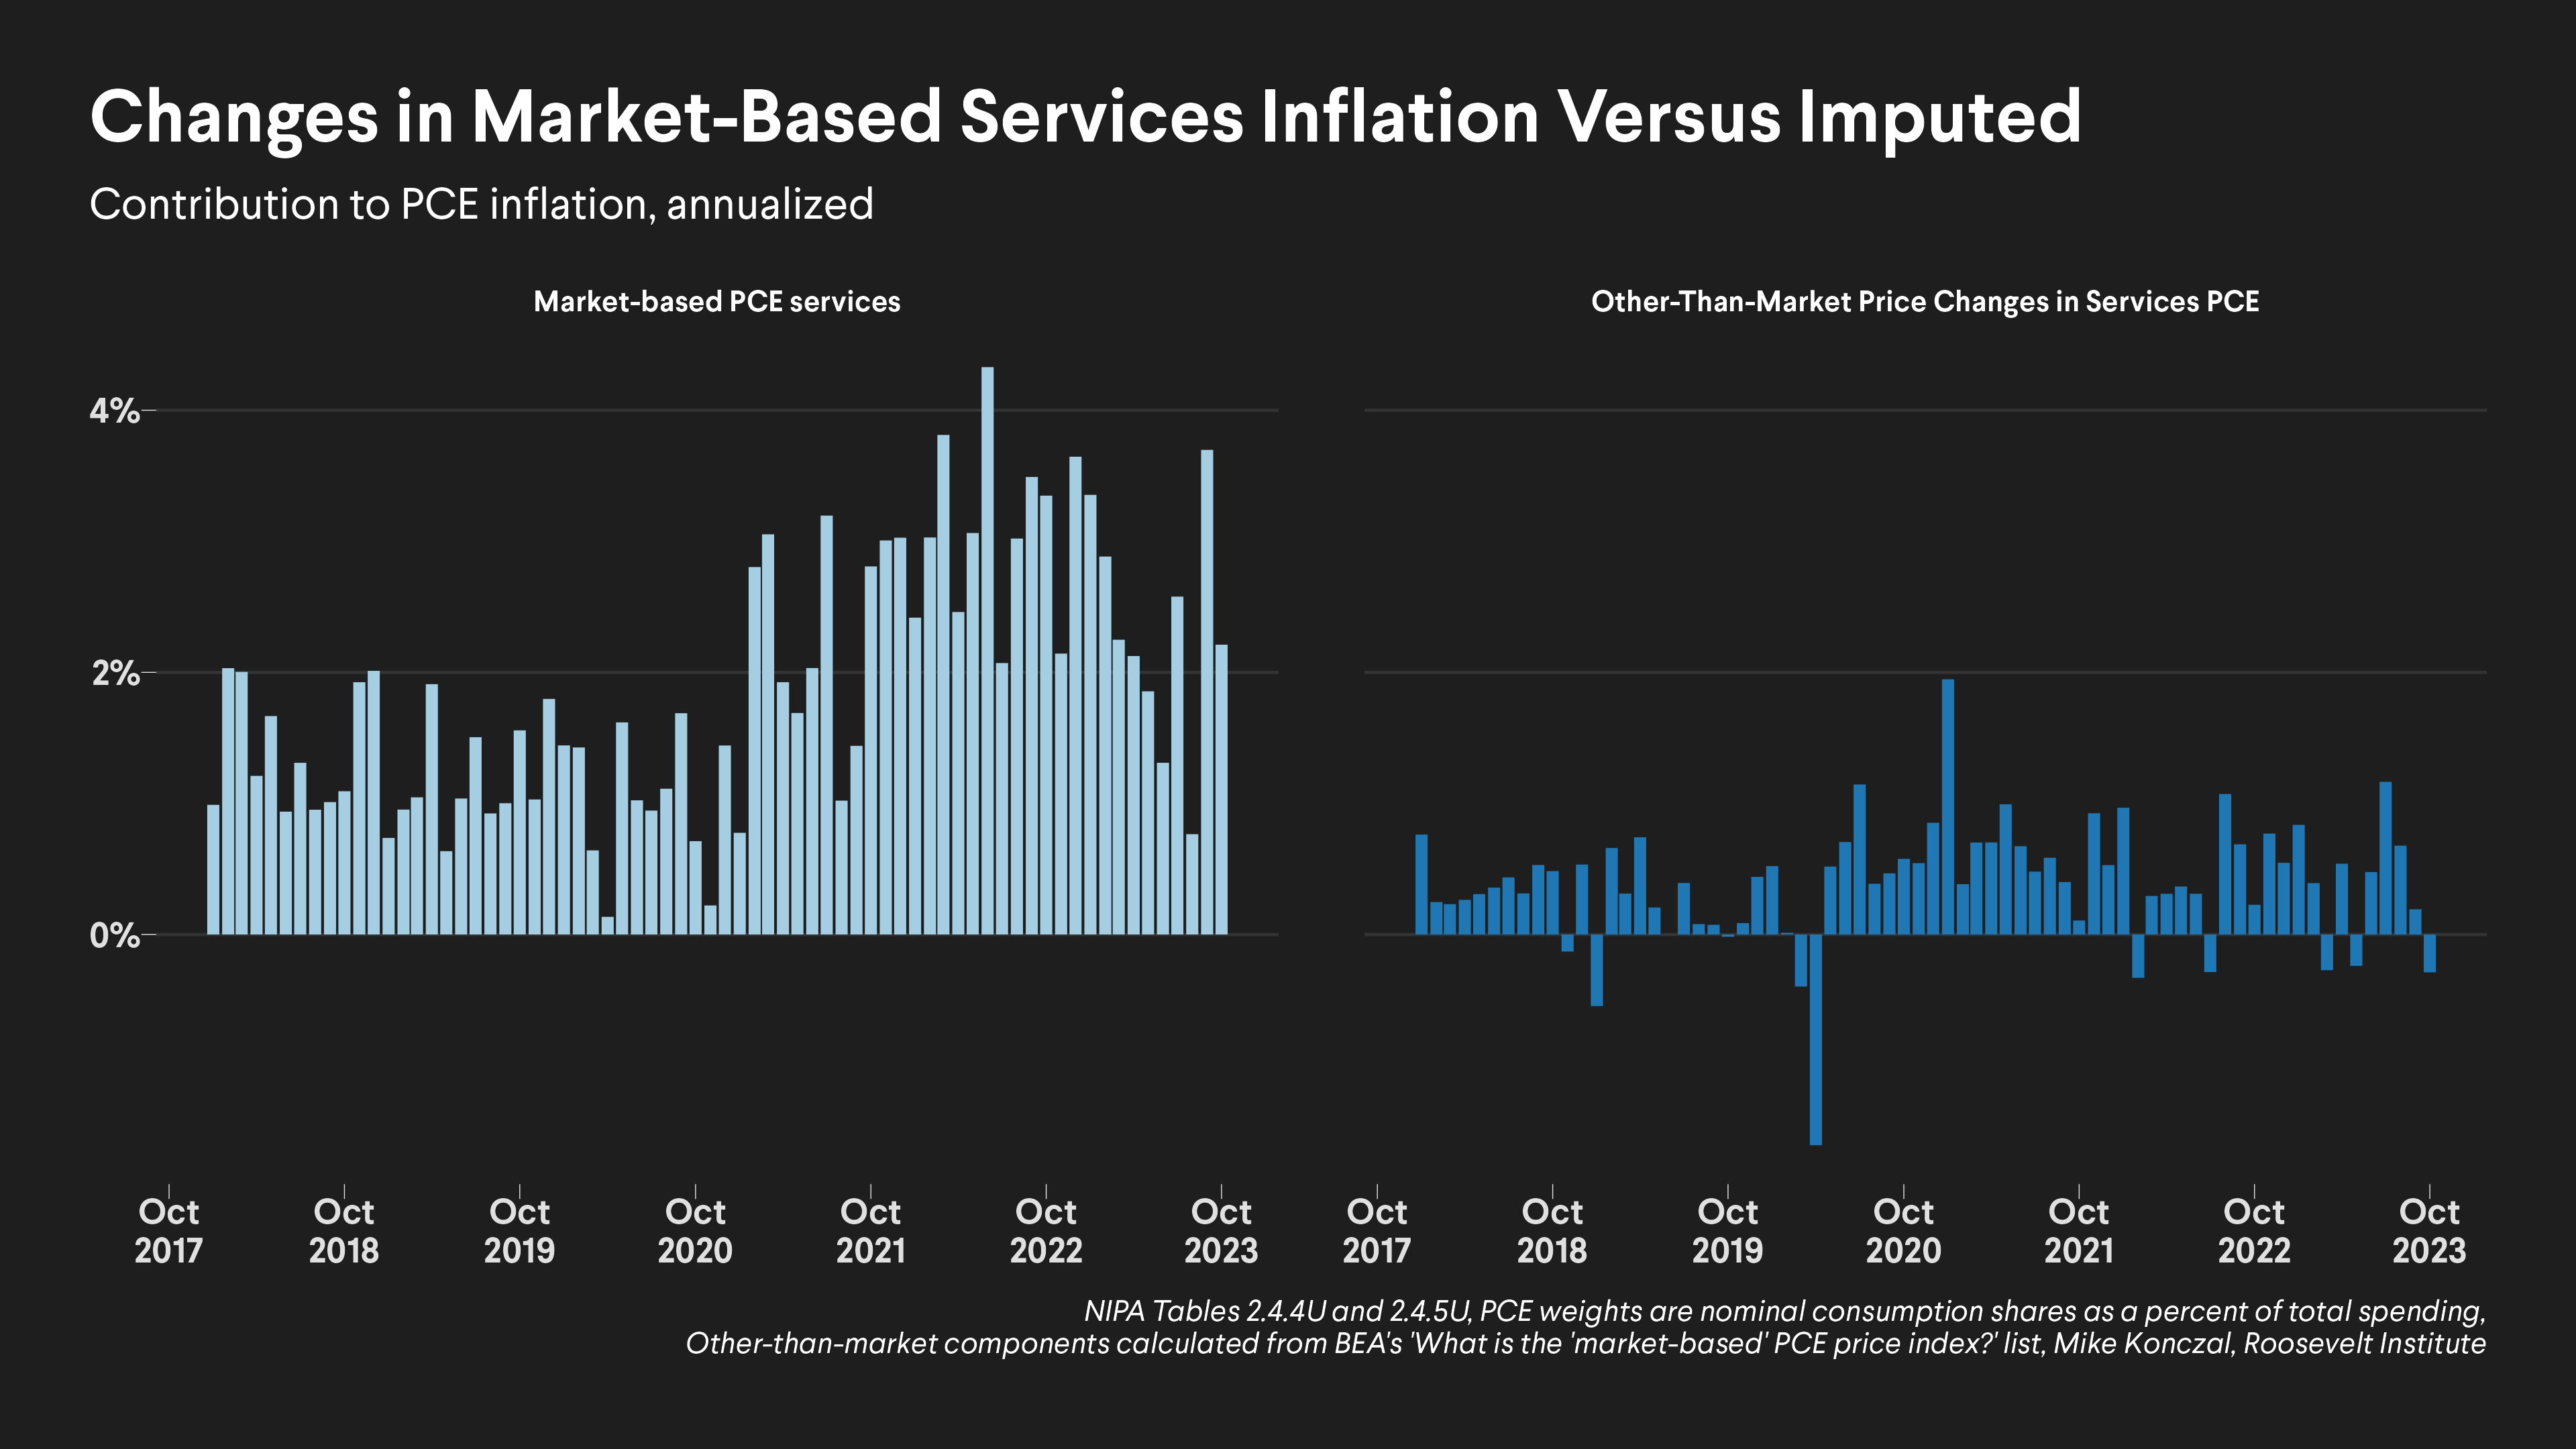 Changes in Market-Based Services Inflation Versus Imputed
Contribution to PCE inflation, annualized
Market-based PCE services
Other-Than-Market Price Changes in Services PCE
4%
2%
0%
Oct 2017
Oct 2018
Oct 2019
Oct 2020
Oct 2021
Oct 2022
Oct 2023
Oct 2017
Oct 2018
Oct 2019
Oct 2020
Oct 2021
Oct 2022
Oct 2023
NIPA Tables 2.4.4U and 2.4.5U, PCE weights are nominal consumption shares as a percent of total spending,
Other-than-market components calculated from BEA's 'What is the 'market-based' PCE price index?' list, Mike Konczal, Roosevelt Institute